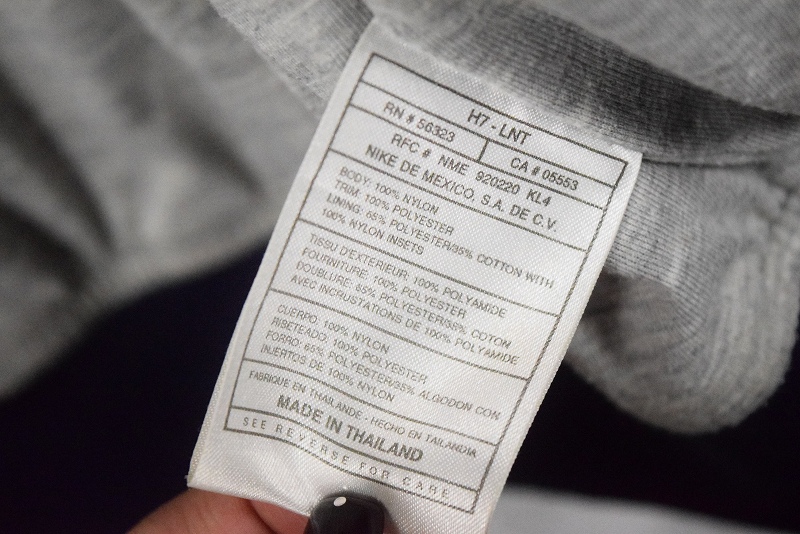 H7 - LNT
RN # 56323 CA # 05553
RFC # NME 920220 KL4
NIKE DE MEXICO, S.A. DE C.V.
BODY: 100% NYLON
TRIM: 100% POLYESTER
LINING: 65% POLYESTER/35% COTTON WITH
100% NYLON INSETS
TISSU D'EXTERIEUR: 100% POLYAMIDE
FOURNITURE: 100% POLYESTER
DOUBLURE: 65% POLYESTER/35% COTON
AVEC INCRUSTATIONS DE 100% POLYAMIDE
CUERPO: 100% NYLON
RIBETEADO: 100% POLYESTER
FORRO: 65% POLYESTER/35% ALGODON CON
INJERTOS DE 100% NYLON
FABRIQUE EN THAILANDE - HECHO EN TAILANDIA
MADE IN THAILAND
SEE REVERSE FOR CARE